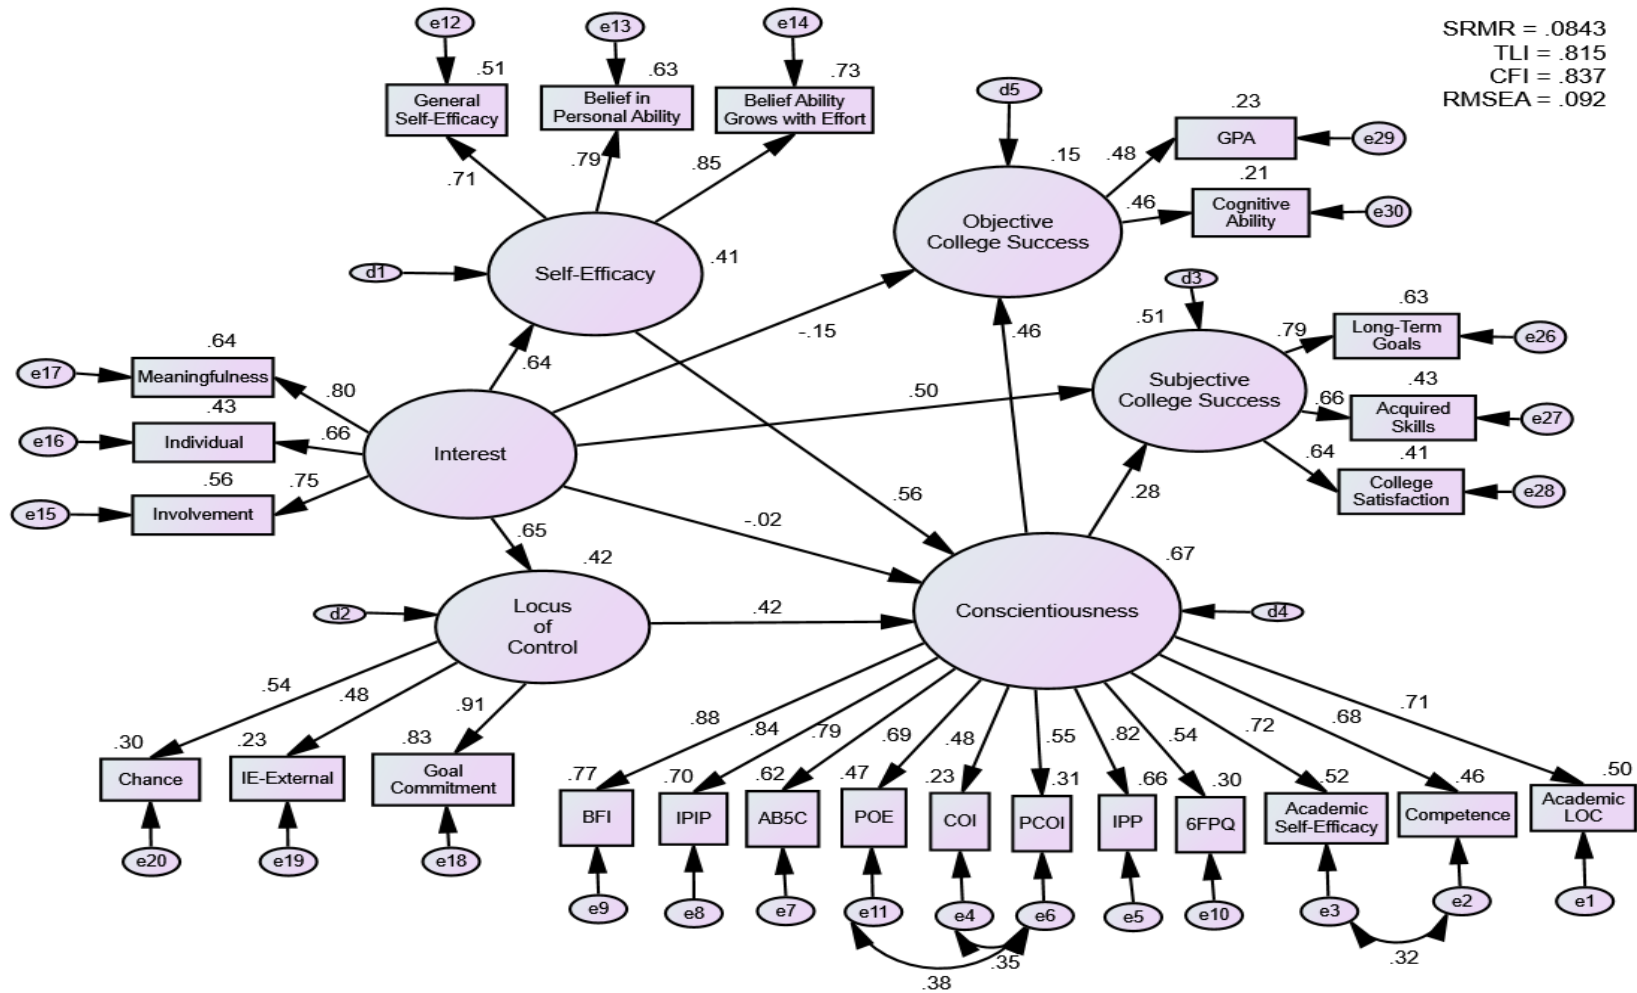 SRMR = .0843
TLI = .815
CFI = .837
RMSEA = .092
e12
e13
e14
.51
.63
.73
General
Self-Efficacy
Belief in
Personal Ability
Belief Ability
Grows with Effort
.71
.79
.85
d1
Self-Efficacy
.41
d5
.15
Objective
College Success
.48
.46
.23
GPA
e29
.21
Cognitive
Ability
e30
d3
.51
Subjective
College Success
.79
.66
.64
.63
Long-Term
Goals
e26
.43
Acquired
Skills
e27
.41
College
Satisfaction
e28
.64
e17
Meaningfulness
.80
.43
e16
Individual
.66
.56
e15
Involvement
.75
Interest
.64
-.15
.46
.50
.56
-.02
.28
.65
d2
.42
Locus
of
Control
.42
.67
Conscientiousness
d4
.54
.48
.91
.30
Chance
e20
.23
IE-External
e19
.83
Goal
Commitment
e18
.88
.84
.79
.69
.48
.55
.82
.54
.72
.68
.71
.77
.70
.62
.47
.23
.31
.66
.30
.52
.46
.50
BFI
IPIP
AB5C
POE
COI
PCOI
IPP
6FPQ
Academic
Self-Efficacy
Competence
Academic
LOC
e9
e8
e7
e11
e4
e6
e5
e10
e3
e2
e1
.35
.38
.32